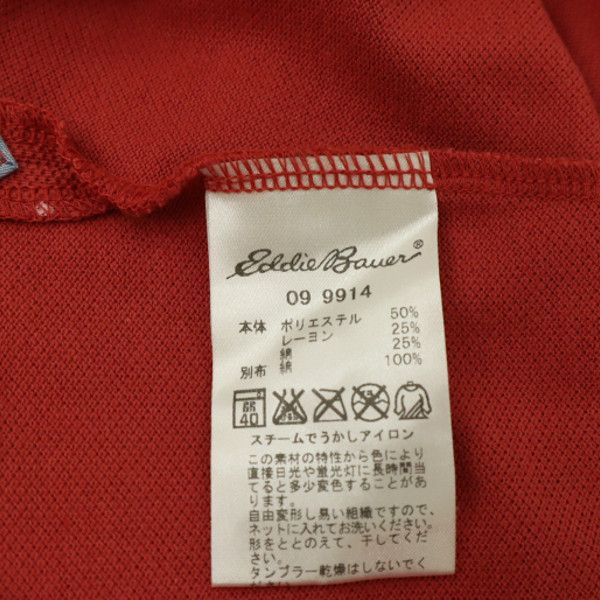 Eddie Bauer®
09 9914
本体 ポリエステル 50%
レーヨン 25%
綿 25%
別布 綿 100%
40
スチームでうかしアイロン
この素材の特性から色により
直接日光や蛍光灯に長時間当
てると多少変色することがあ
ります。
自由変形し易い組織ですので、
ネットに入れてお洗いください。
形をととのえて、干してくだ
さい。
タンブラー乾燥はしないでく
ださい